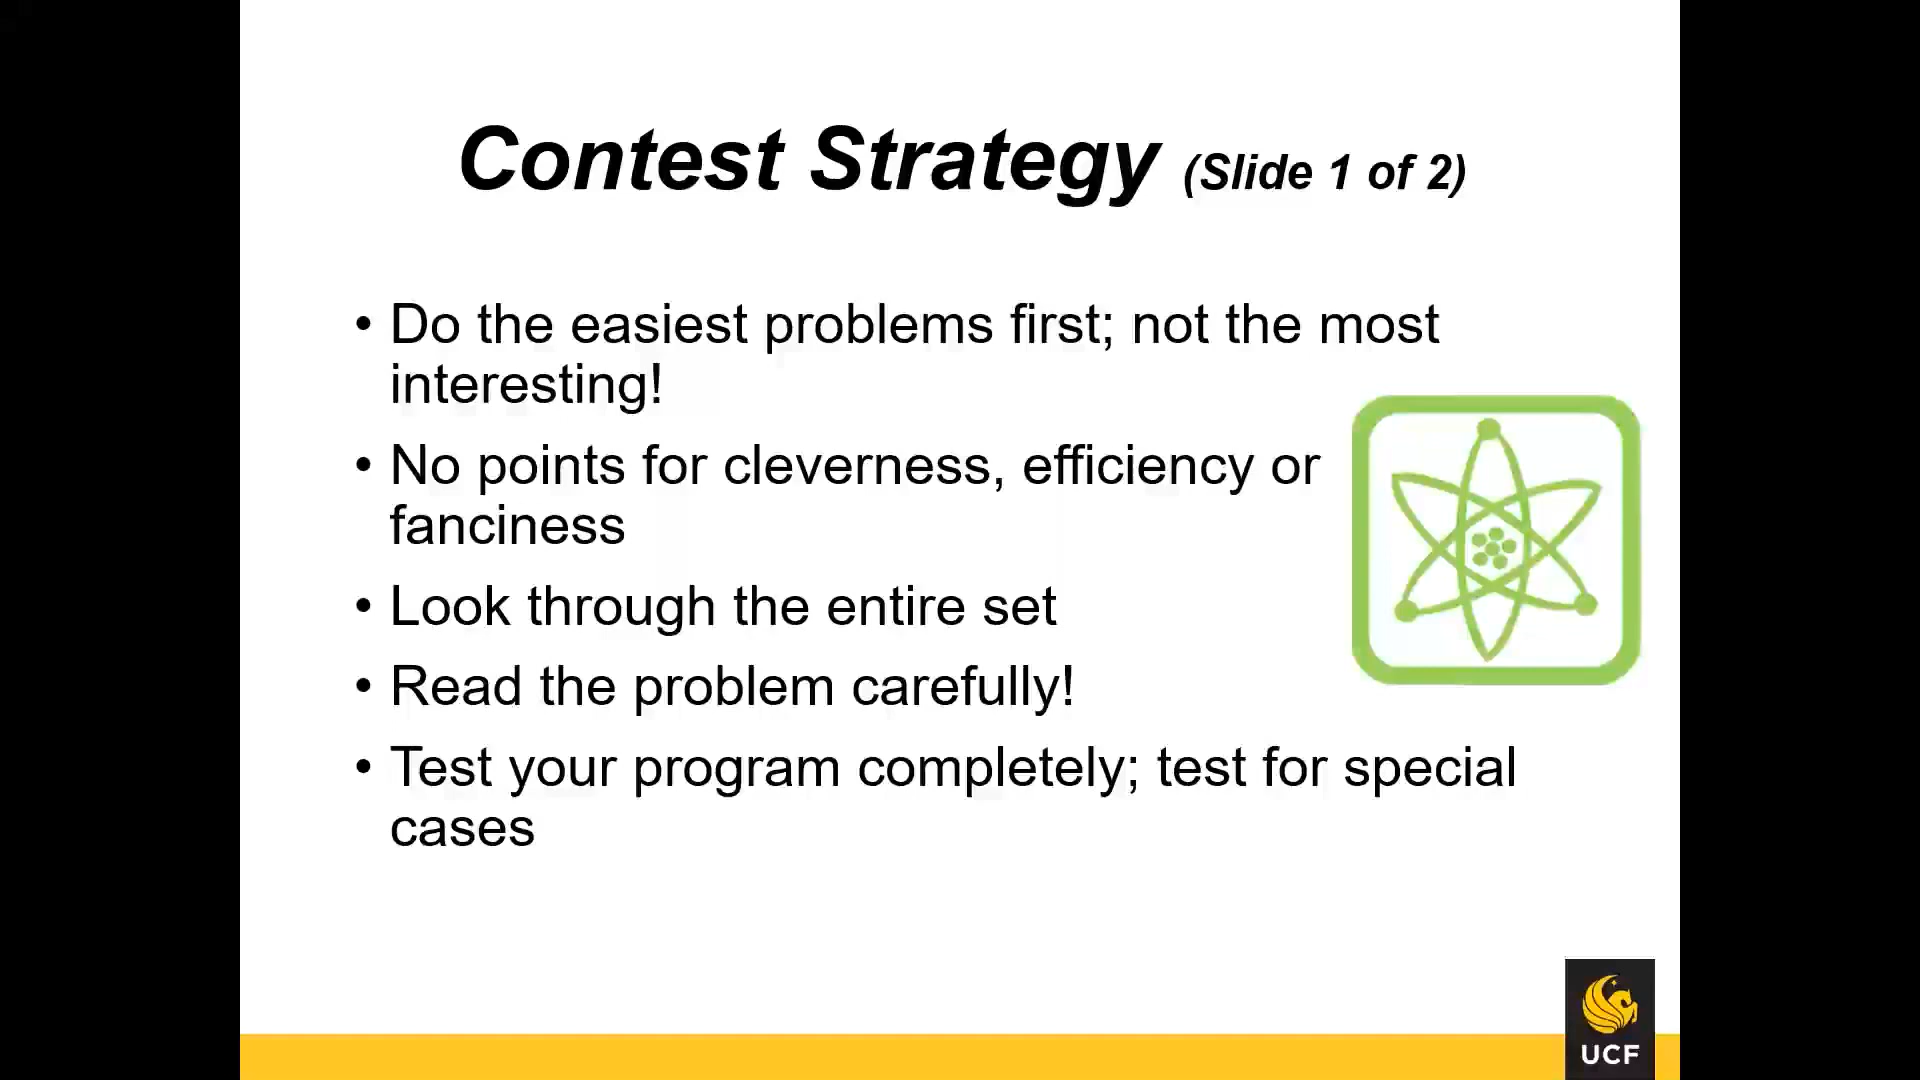 Contest Strategy (Slide 1 of 2)
• Do the easiest problems first; not the most
interesting!
• No points for cleverness, efficiency or
fanciness
• Look through the entire set
• Read the problem carefully!
• Test your program completely; test for special
cases
UCF